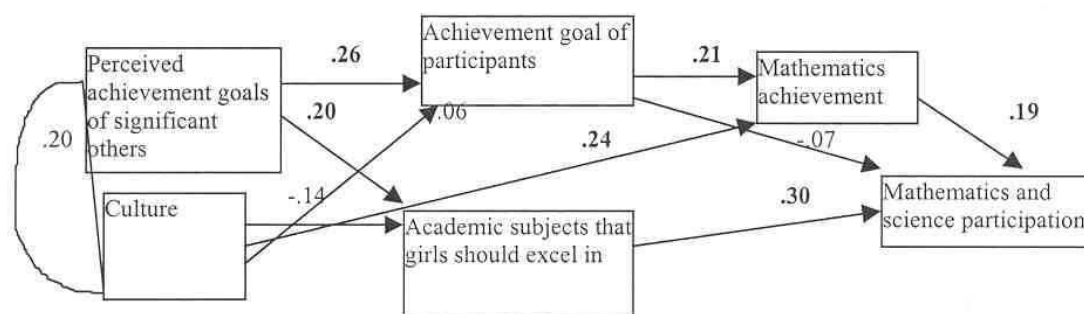 Perceived
achievement goals
of significant
others
.26
.20
Achievement goal of
participants
.06
.21
Mathematics
achievement
.19
.20
Culture
-.14
.24
-.07
Academic subjects that
girls should excel in
.30
Mathematics and
science participation